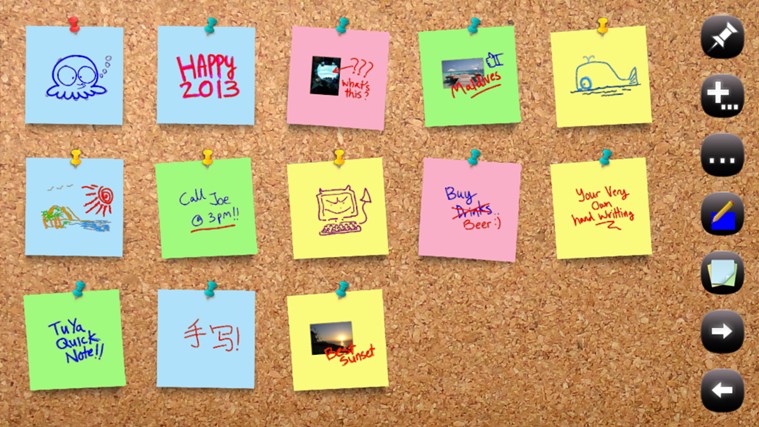 HAPPY
2013
???
what's
this?
Maldives
Call Joe
@ 3pm!!
Buy
Drinks
Beer :)
Your Very
Own
hand writting
TuYa
Quick
Note!!
手写!
Best
Sunset